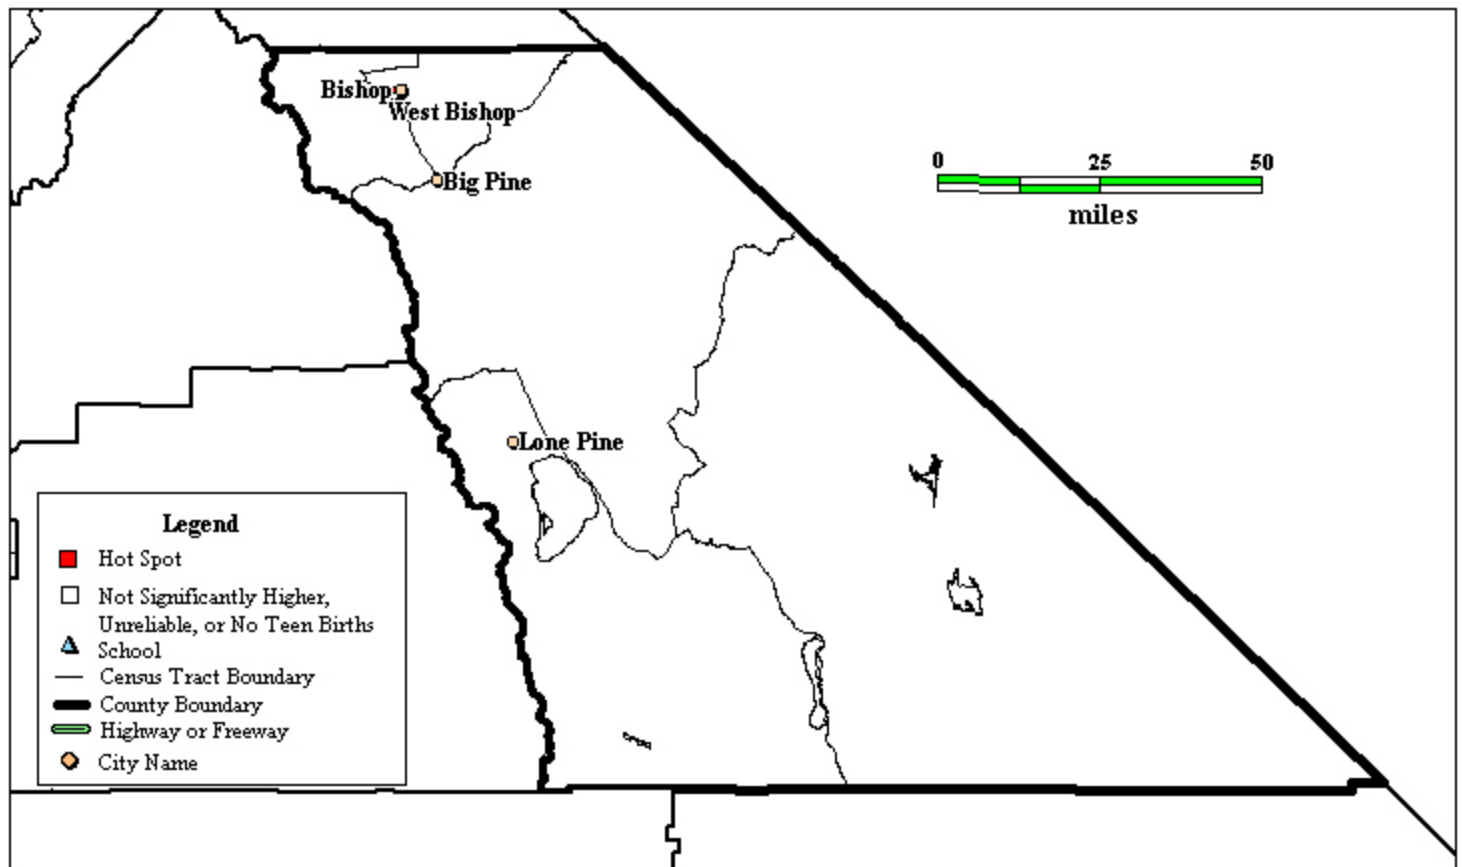 Bishop
West Bishop
Big Pine
0 25 50
miles
Lone Pine
Legend
Hot Spot
Not Significantly Higher,
Unreliable, or No Teen Births
School
Census Tract Boundary
County Boundary
Highway or Freeway
City Name